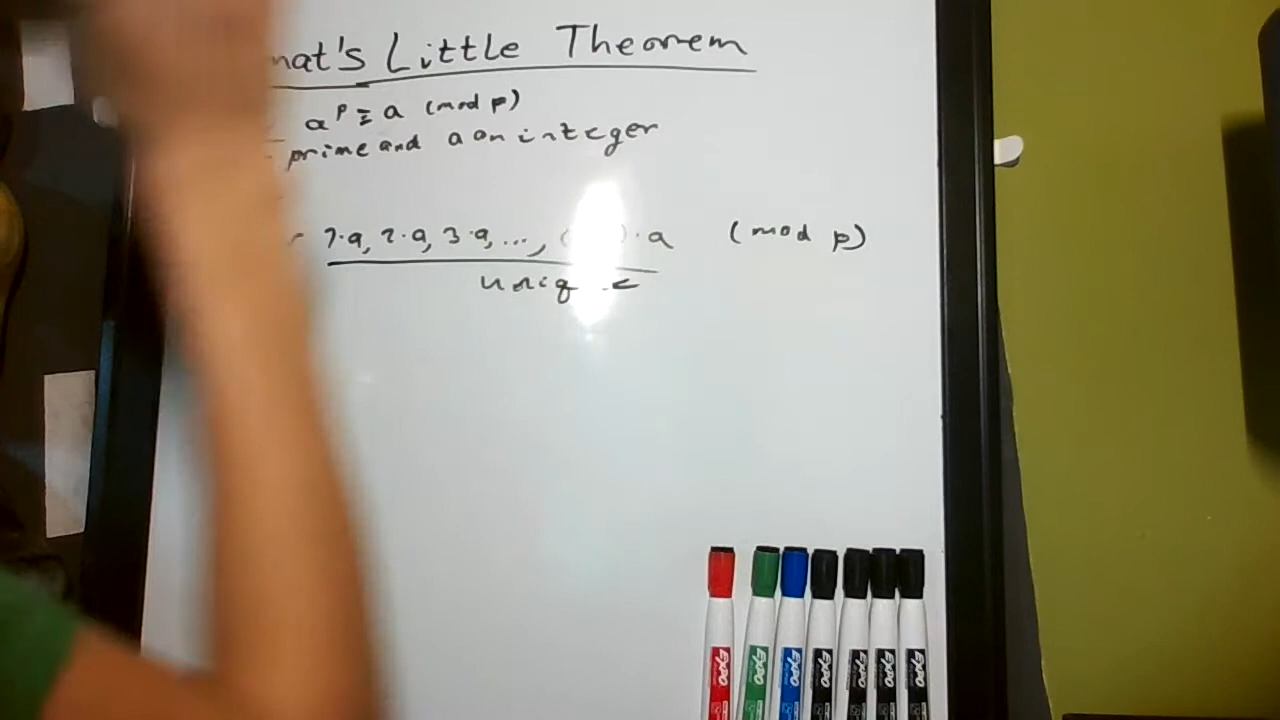 mat's Little Theorem
a^p ≡ a (mod p)
prime and a an integer
1·a, 2·a, 3·a, ..., ( ) · a (mod p)
EXPO EXPO EXPO EXPO EXPO EXPO EXPO